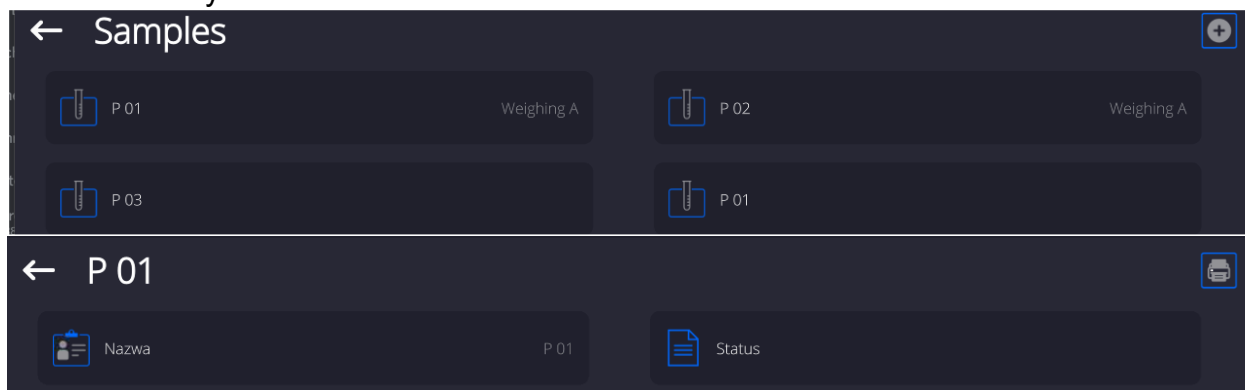 Samples
P 01 Weighing A P 02 Weighing A
P 03 P 01
P 01
Nazwa P 01 Status